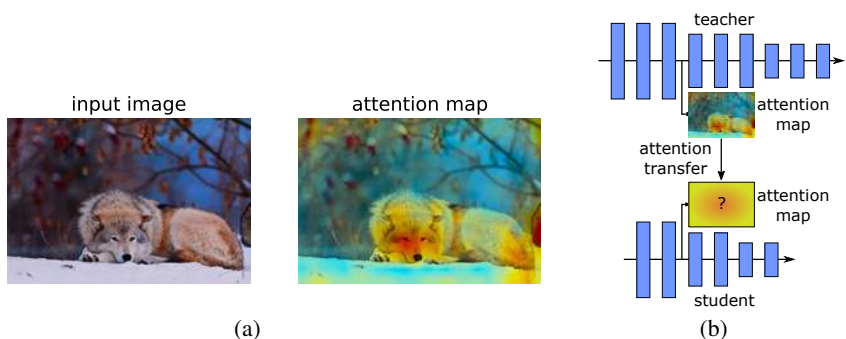 input image
attention map
(a)
teacher
attention
map
attention
transfer
?
attention
map
student
(b)